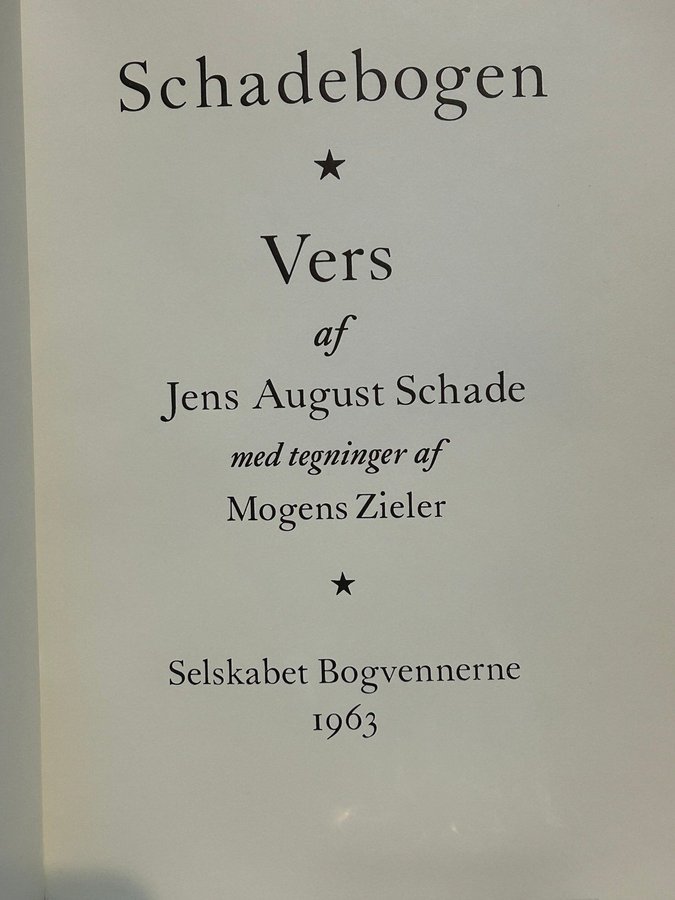 Schadebogen
★
Vers
af
Jens August Schade
med tegninger af
Mogens Zieler
★
Selskabet Bogvennerne
1963